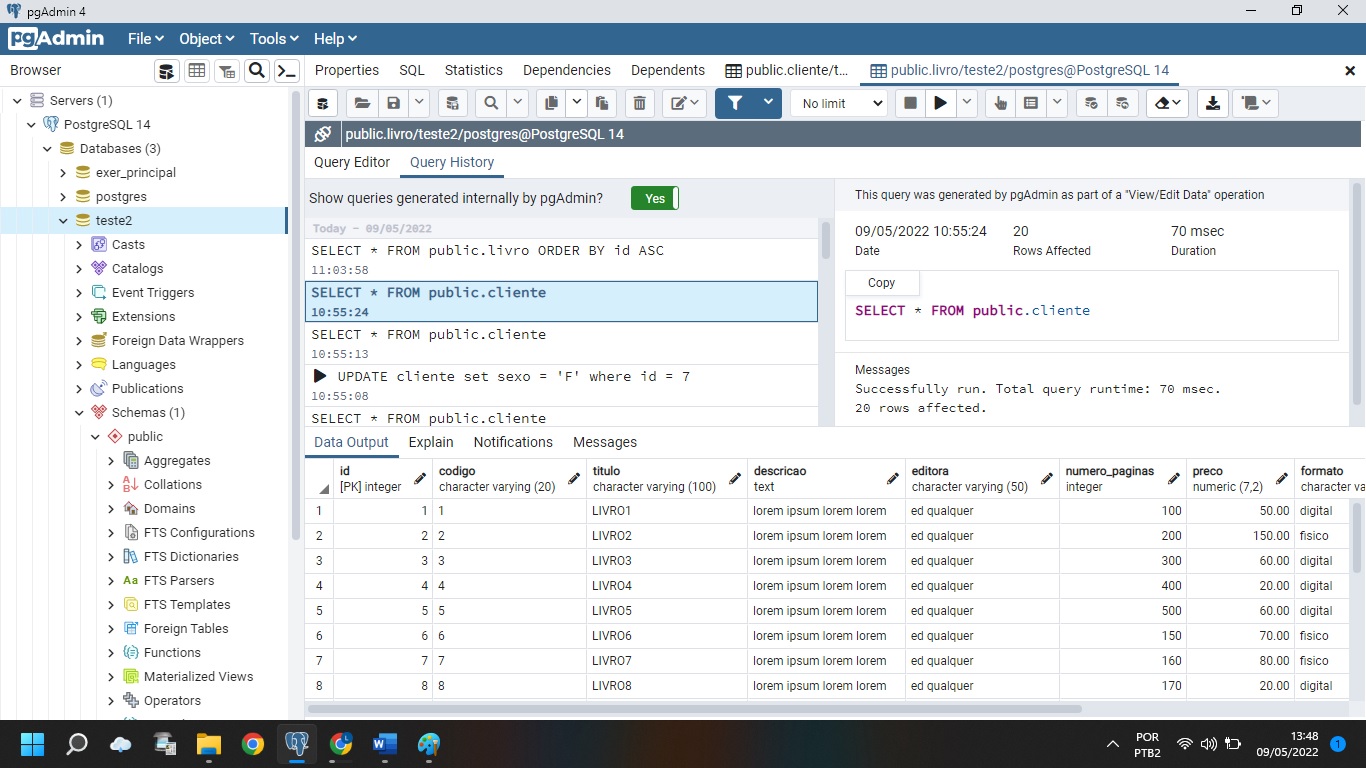 pgAdmin 4
pgAdmin File Object Tools Help
Browser
Properties SQL Statistics Dependencies Dependents public.cliente/t... public.livro/teste2/postgres@PostgreSQL 14
Servers (1)
PostgreSQL 14
Databases (3)
exer_principal
postgres
teste2
Casts
Catalogs
Event Triggers
Extensions
Foreign Data Wrappers
Languages
Publications
Schemas (1)
public
Aggregates
Collations
Domains
FTS Configurations
FTS Dictionaries
FTS Parsers
FTS Templates
Foreign Tables
Functions
Materialized Views
Operators
No limit
public.livro/teste2/postgres@PostgreSQL 14
Query Editor Query History
Show queries generated internally by pgAdmin? Yes
Today - 09/05/2022
SELECT * FROM public.livro ORDER BY id ASC
11:03:58
SELECT * FROM public.cliente
10:55:24
SELECT * FROM public.cliente
10:55:13
UPDATE cliente set sexo = 'F' where id = 7
10:55:08
SELECT * FROM public.cliente
This query was generated by pgAdmin as part of a "View/Edit Data" operation
09/05/2022 10:55:24 20 70 msec
Date Rows Affected Duration
Copy
SELECT * FROM public.cliente
Messages
Successfully run. Total query runtime: 70 msec.
20 rows affected.
Data Output Explain Notifications Messages
id codigo titulo descricao editora numero_paginas preco formato
[PK] integer character varying (20) character varying (100) text character varying (50) integer numeric (7,2) character va
1 1 1 LIVRO1 lorem ipsum lorem lorem ed qualquer 100 50.00 digital
2 2 2 LIVRO2 lorem ipsum lorem lorem ed qualquer 200 150.00 fisico
3 3 3 LIVRO3 lorem ipsum lorem lorem ed qualquer 300 60.00 digital
4 4 4 LIVRO4 lorem ipsum lorem lorem ed qualquer 400 20.00 digital
5 5 5 LIVRO5 lorem ipsum lorem lorem ed qualquer 500 60.00 digital
6 6 6 LIVRO6 lorem ipsum lorem lorem ed qualquer 150 70.00 fisico
7 7 7 LIVRO7 lorem ipsum lorem lorem ed qualquer 160 80.00 fisico
8 8 8 LIVRO8 lorem ipsum lorem lorem ed qualquer 170 20.00 digital
POR
PTB2
13:48
09/05/2022
1